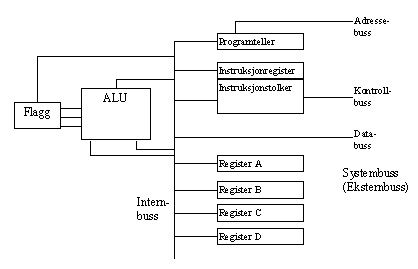 Adresse-
buss
Programteller
Instruksjonregister
Instruksjonstolker
Kontroll-
buss
ALU
Flagg
Data-
buss
Register A
Systembuss
(Eksternbuss)
Register B
Intern-
buss
Register C
Register D